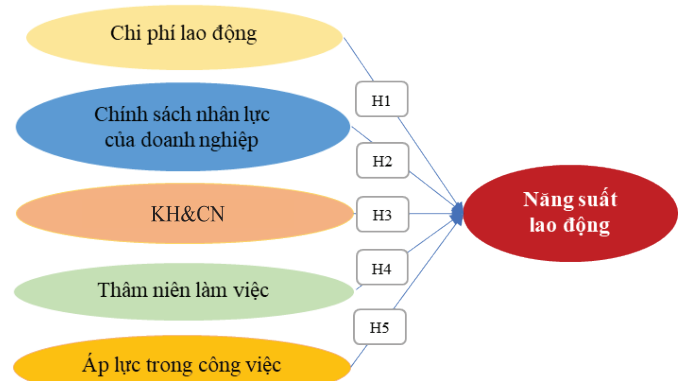 Chi phí lao động
H1
Chính sách nhân lực
của doanh nghiệp
H2
KH&CN
H3
Năng suất
lao động
Thâm niên làm việc
H4
H5
Áp lực trong công việc